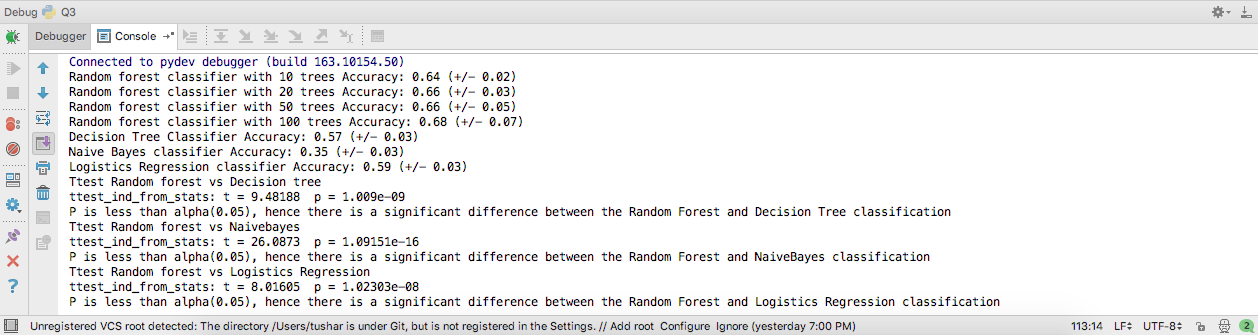 Debug Q3
Debugger Console
Connected to pydev debugger (build 163.10154.50)
Random forest classifier with 10 trees Accuracy: 0.64 (+/- 0.02)
Random forest classifier with 20 trees Accuracy: 0.66 (+/- 0.03)
Random forest classifier with 50 trees Accuracy: 0.66 (+/- 0.05)
Random forest classifier with 100 trees Accuracy: 0.68 (+/- 0.07)
Decision Tree Classifier Accuracy: 0.57 (+/- 0.03)
Naive Bayes classifier Accuracy: 0.35 (+/- 0.03)
Logistics Regression classifier Accuracy: 0.59 (+/- 0.03)
Ttest Random forest vs Decision tree
ttest_ind_from_stats: t = 9.48188  p = 1.009e-09
P is less than alpha(0.05), hence there is a significant difference between the Random Forest and Decision Tree classification
Ttest Random forest vs Naivebayes
ttest_ind_from_stats: t = 26.0873  p = 1.09151e-16
P is less than alpha(0.05), hence there is a significant difference between the Random Forest and NaiveBayes classification
Ttest Random forest vs Logistics Regression
ttest_ind_from_stats: t = 8.01605  p = 1.02303e-08
P is less than alpha(0.05), hence there is a significant difference between the Random Forest and Logistics Regression classification
Unregistered VCS root detected: The directory /Users/tushar is under Git, but is not registered in the Settings. // Add root Configure Ignore (yesterday 7:00 PM) 113:14 LF UTF-8 2